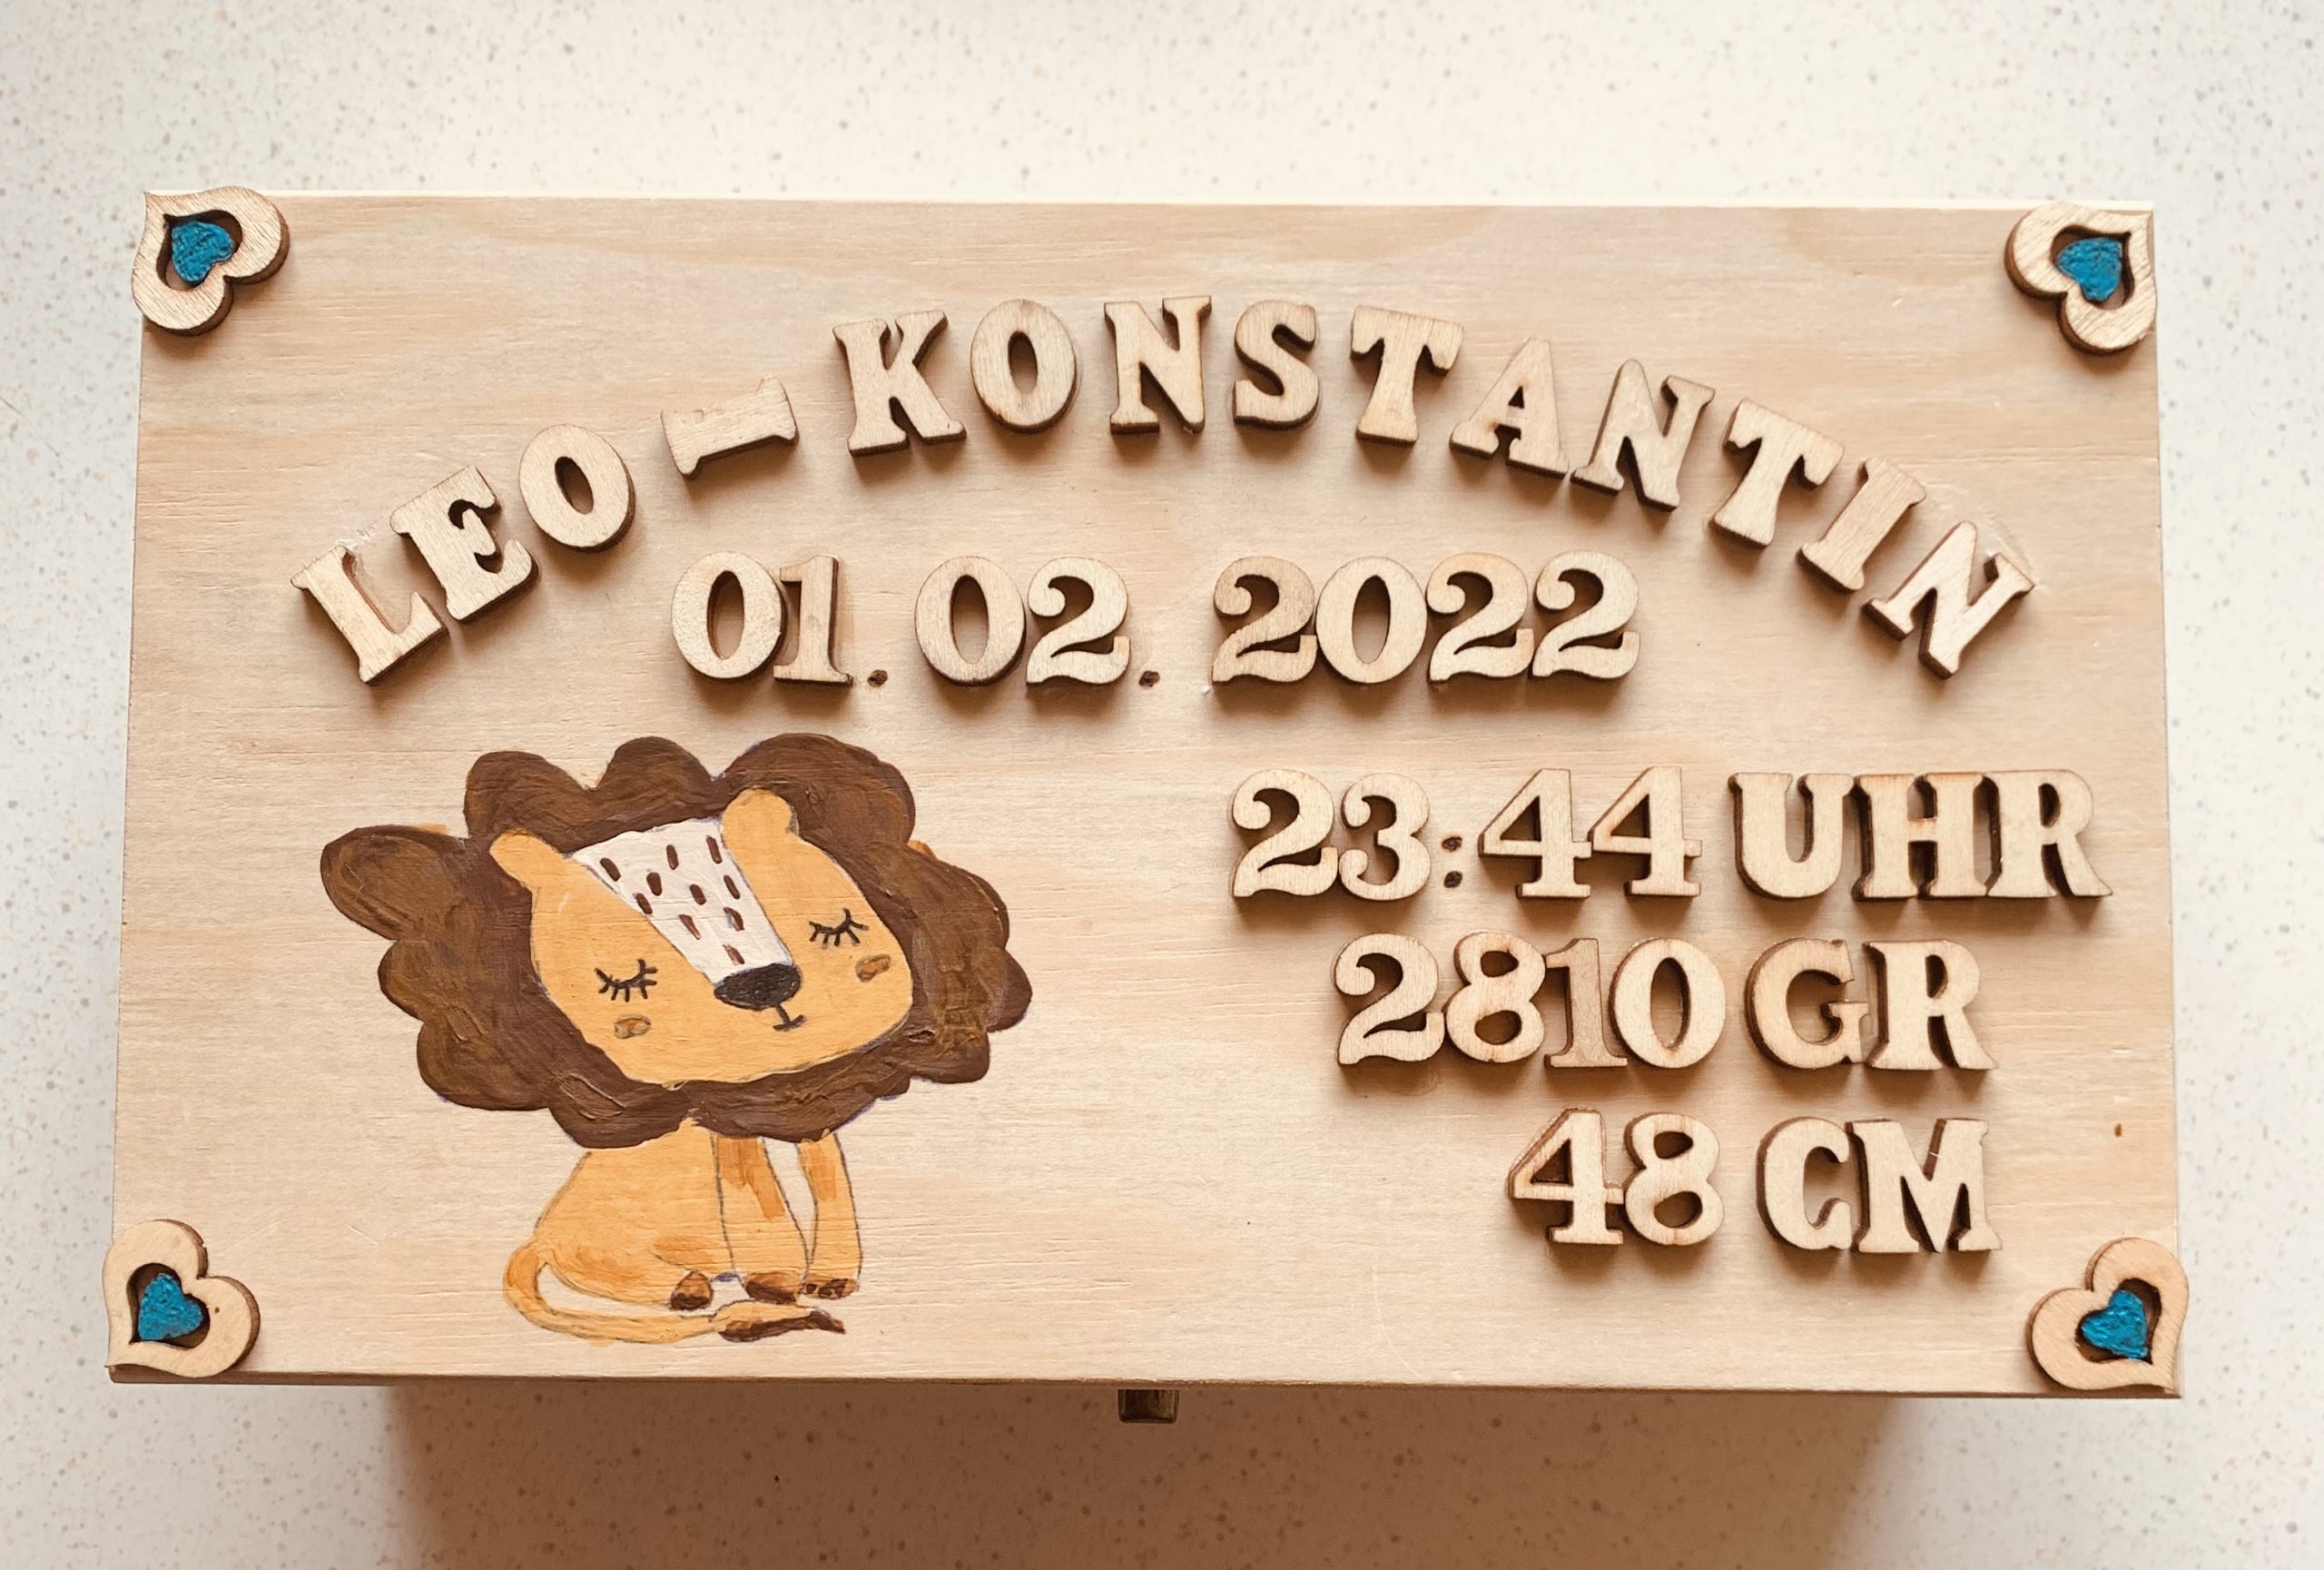 LEO-KONSTANTIN
01.02.2022
23:44 UHR
2810 GR
48 CM